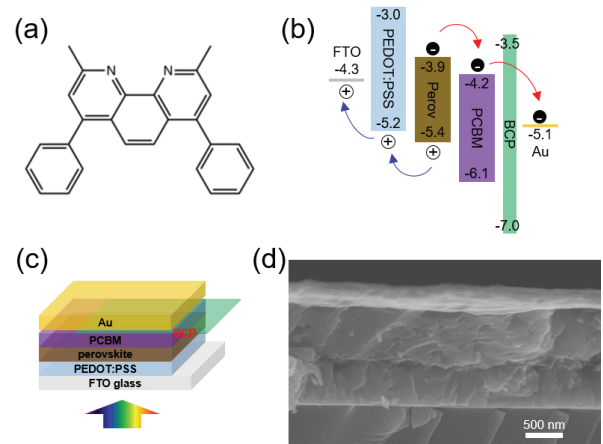 (a)
N N
(b)
FTO
-4.3
-3.0
PEDOT:PSS
-5.2
-3.9
Perov
-5.4
-4.2
PCBM
-6.1
-3.5
BCP
-7.0
-5.1
Au
(c)
Au
BCP
PCBM
perovskite
PEDOT:PSS
FTO glass
(d)
500 nm